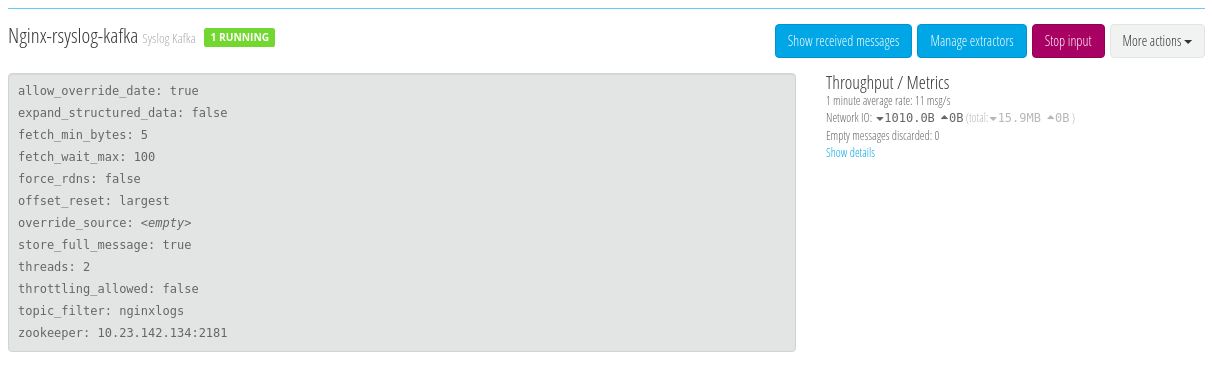 Nginx-rsyslog-kafka Syslog Kafka 1 RUNNING
Show received messages Manage extractors Stop input More actions
allow_override_date: true
expand_structured_data: false
fetch_min_bytes: 5
fetch_wait_max: 100
force_rdns: false
offset_reset: largest
override_source: <empty>
store_full_message: true
threads: 2
throttling_allowed: false
topic_filter: nginxlogs
zookeeper: 10.23.142.134:2181
Throughput / Metrics
1 minute average rate: 11 msg/s
Network IO: 1010.0B 0B (total: 15.9MB 0B )
Empty messages discarded: 0
Show details